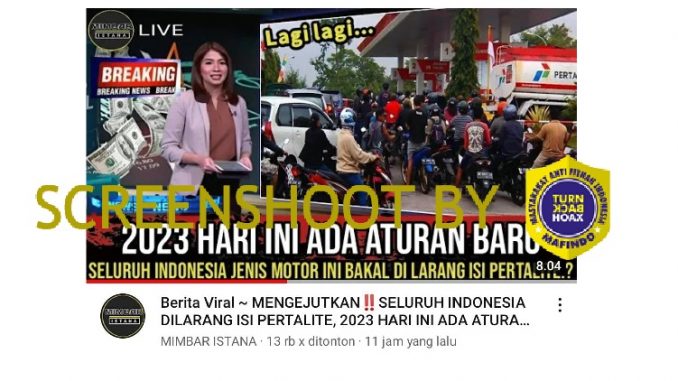 MIMBAR
ISTANA
LIVE
BREAKING
BREAKING NEWS BREAK
Lagi lagi...
PERTA
SCREENSHOOT BY
MASYARAKAT ANTI FITNAH INDONESIA
TURN
BACK
HOAX
MAFINDO
2023 HARI INI ADA ATURAN BARU
SELURUH INDONESIA JENIS MOTOR INI BAKAL DI LARANG ISI PERTALITE.?
8.04
Berita Viral ~ MENGEJUTKAN‼️SELURUH INDONESIA
DILARANG ISI PERTALITE, 2023 HARI INI ADA ATURA...
MIMBAR ISTANA · 13 rb x ditonton · 11 jam yang lalu